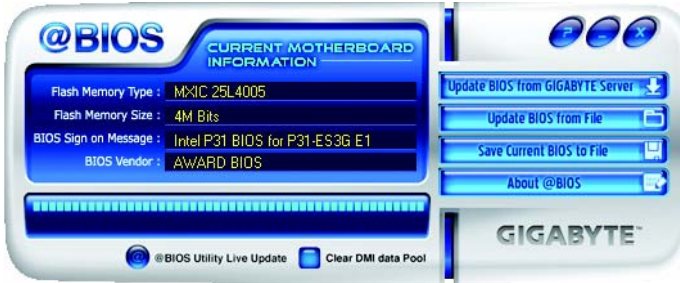 @BIOS
CURRENT MOTHERBOARD
INFORMATION
Flash Memory Type : MXIC 25L4005
Flash Memory Size : 4M Bits
BIOS Sign on Message : Intel P31 BIOS for P31-ES3G E1
BIOS Vendor : AWARD BIOS
@BIOS Utility Live Update
Clear DMI data Pool
? _ X
Update BIOS from GIGABYTE Server
Update BIOS from File
Save Current BIOS to File
About @BIOS
GIGABYTE™